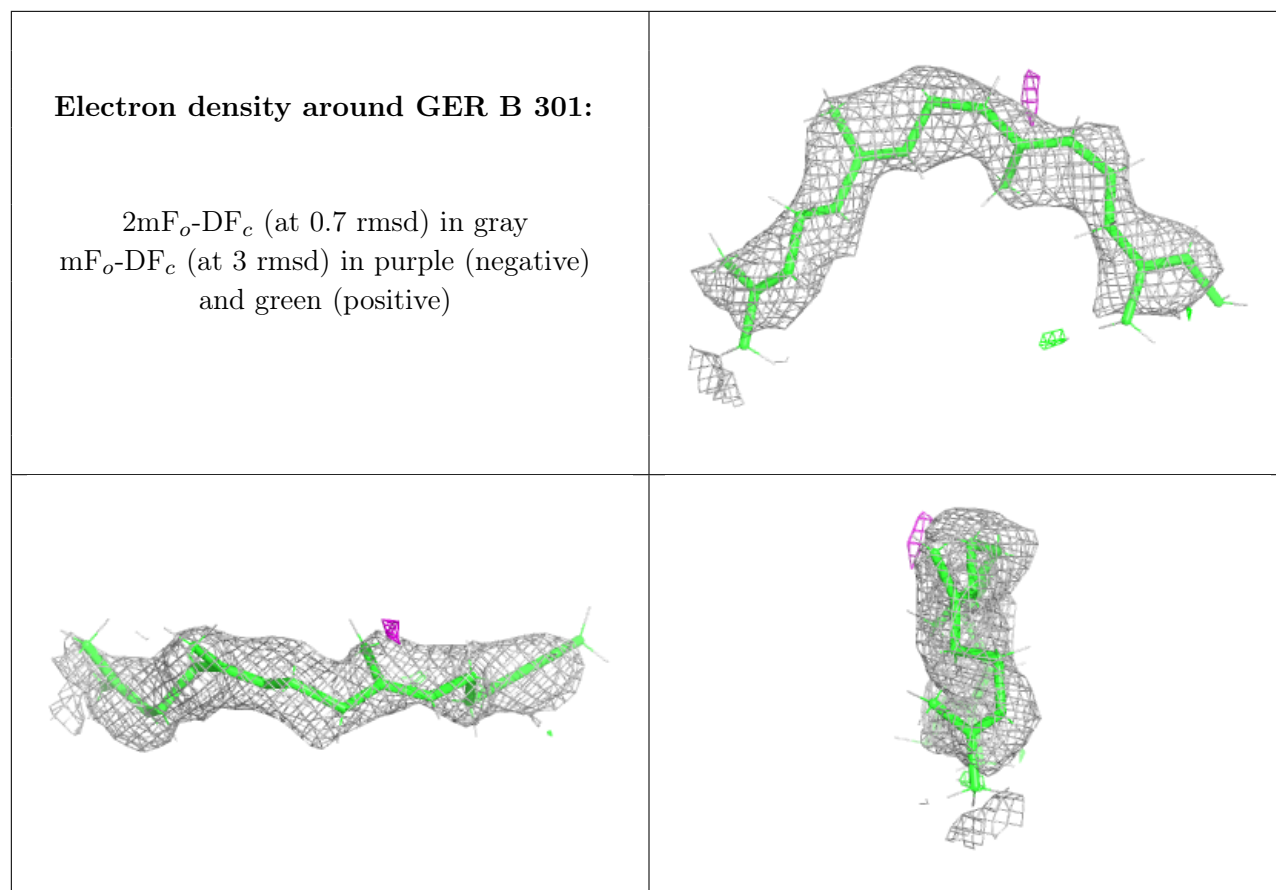 Electron density around GER B 301:
2mFo-DFc (at 0.7 rmsd) in gray
mFo-DFc (at 3 rmsd) in purple (negative)
and green (positive)